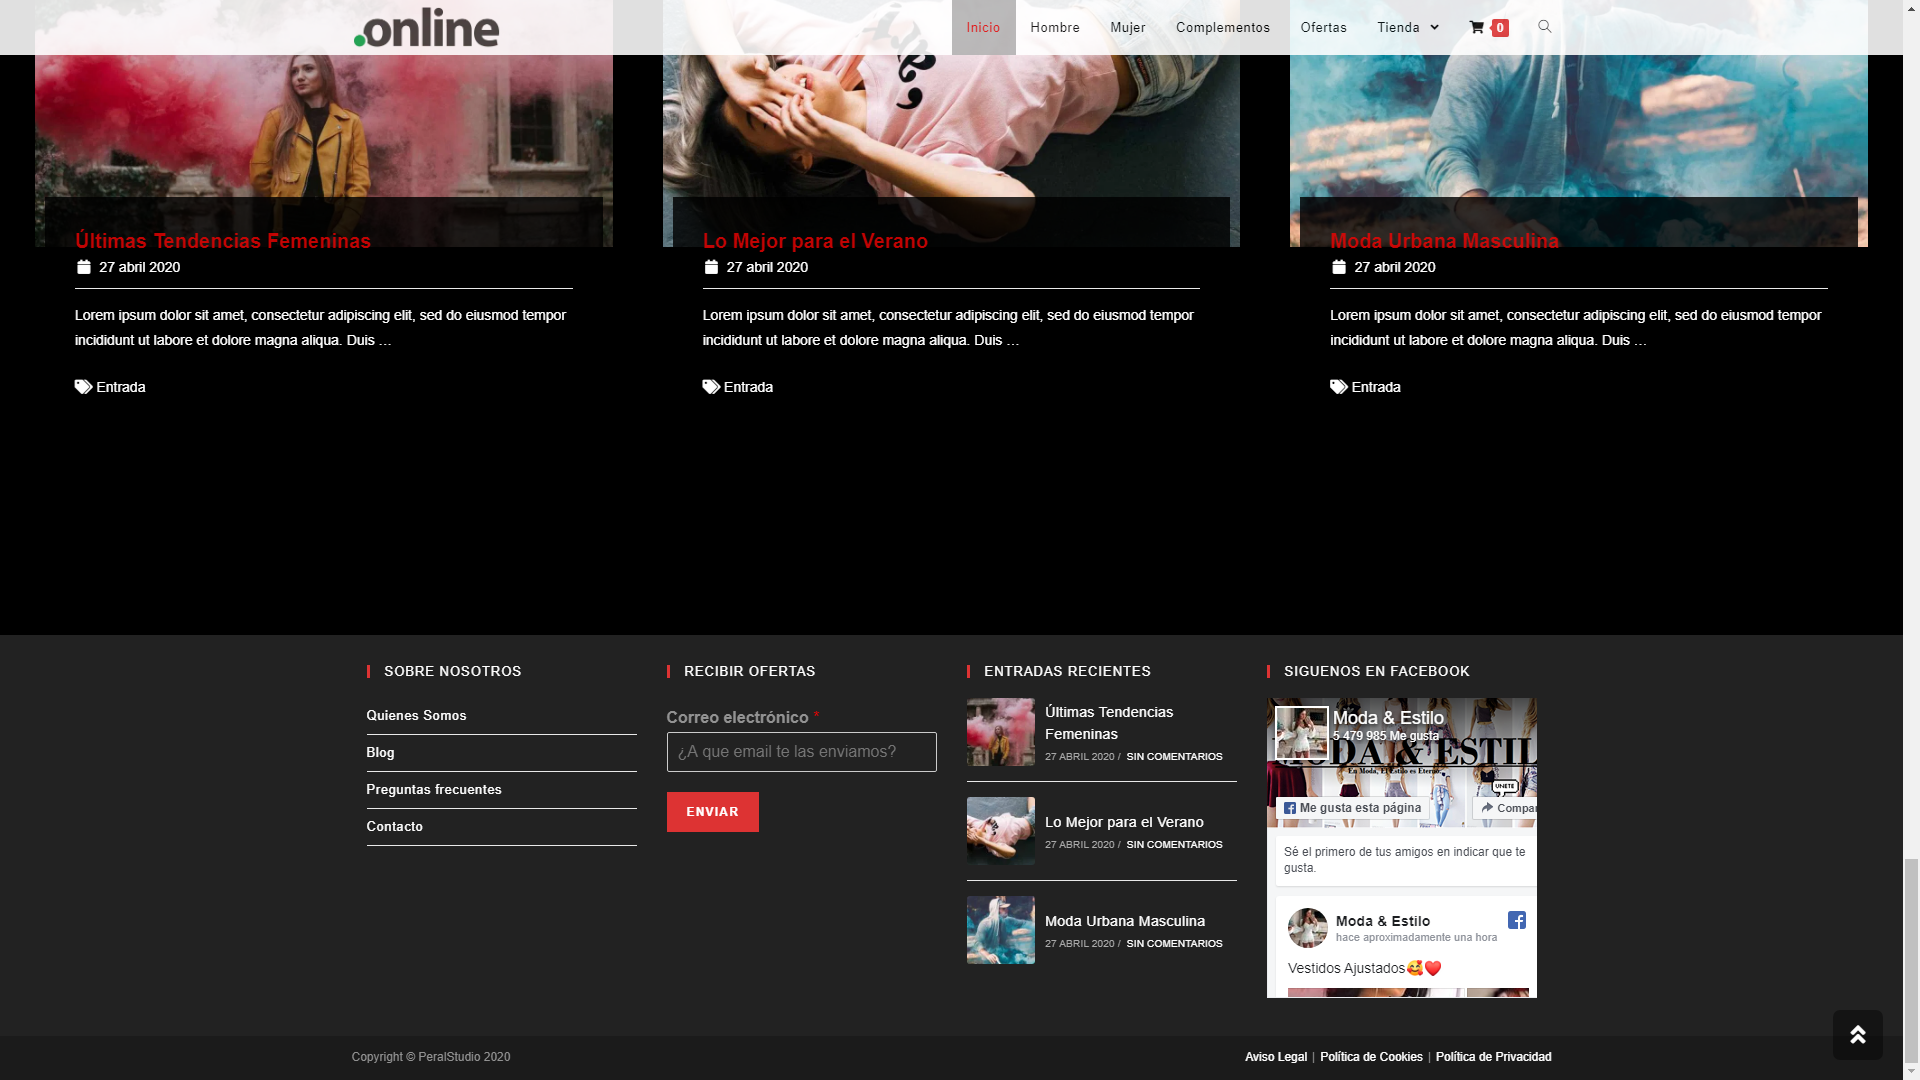 .online
Inicio
Hombre
Mujer
Complementos
Ofertas
Tienda
0
Últimas Tendencias Femeninas
27 abril 2020
Lorem ipsum dolor sit amet, consectetur adipiscing elit, sed do eiusmod tempor
incididunt ut labore et dolore magna aliqua. Duis …
Entrada
Lo Mejor para el Verano
27 abril 2020
Lorem ipsum dolor sit amet, consectetur adipiscing elit, sed do eiusmod tempor
incididunt ut labore et dolore magna aliqua. Duis …
Entrada
Moda Urbana Masculina
27 abril 2020
Lorem ipsum dolor sit amet, consectetur adipiscing elit, sed do eiusmod tempor
incididunt ut labore et dolore magna aliqua. Duis …
Entrada
SOBRE NOSOTROS
Quienes Somos
Blog
Preguntas frecuentes
Contacto
RECIBIR OFERTAS
Correo electrónico *
¿A que email te las enviamos?
ENVIAR
ENTRADAS RECIENTES
Últimas Tendencias
Femeninas
27 ABRIL 2020 / SIN COMENTARIOS
Lo Mejor para el Verano
27 ABRIL 2020 / SIN COMENTARIOS
Moda Urbana Masculina
27 ABRIL 2020 / SIN COMENTARIOS
SIGUENOS EN FACEBOOK
Moda & Estilo
5 479 985 Me gusta
ODA & ESTIL
En Moda, El Estilo es Eterno.
UNETE
Me gusta esta página
Compar
Sé el primero de tus amigos en indicar que te
gusta.
Moda & Estilo
hace aproximadamente una hora
Vestidos Ajustados🥰❤️
Copyright © PeralStudio 2020
Aviso Legal | Política de Cookies | Política de Privacidad